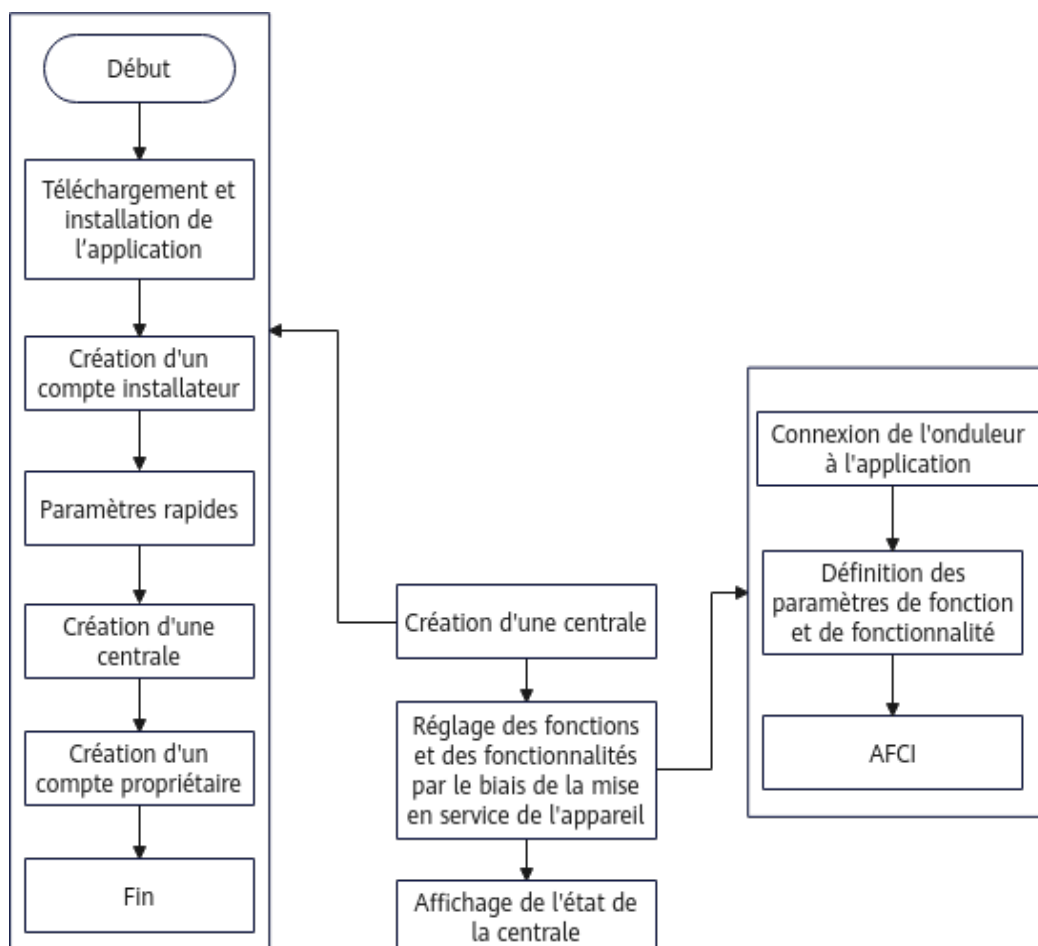 Début
Téléchargement et
installation de
l'application
Création d'un
compte installateur
Paramètres rapides
Création d'une
centrale
Création d'un
compte propriétaire
Fin
Création d'une centrale
Réglage des fonctions
et des fonctionnalités
par le biais de la mise
en service de l'appareil
Affichage de l'état de
la centrale
Connexion de l'onduleur
à l'application
Définition des
paramètres de fonction
et de fonctionnalité
AFCI